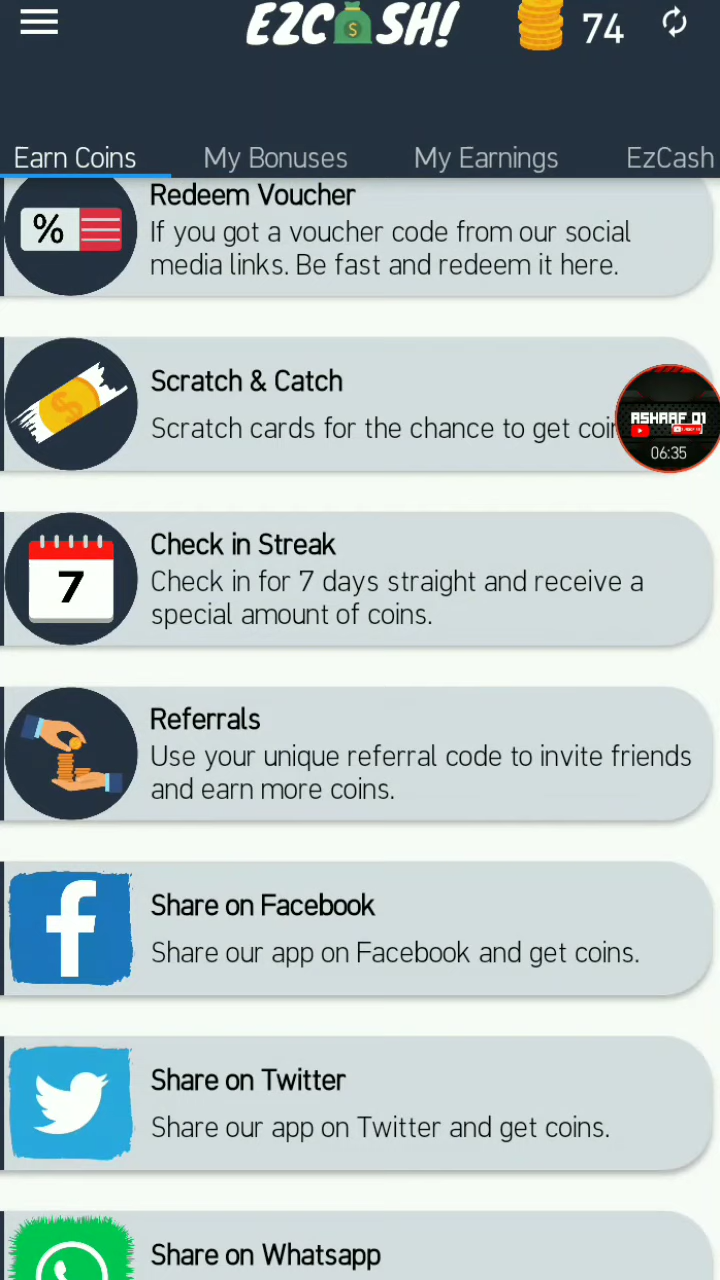 EZCASH!
74
Earn Coins
My Bonuses
My Earnings
EzCash
Redeem Voucher
%
If you got a voucher code from our social
media links. Be fast and redeem it here.
Scratch & Catch
Scratch cards for the chance to get coin
ASHRAF 01
06:35
Check in Streak
7
Check in for 7 days straight and receive a
special amount of coins.
Referrals
Use your unique referral code to invite friends
and earn more coins.
Share on Facebook
Share our app on Facebook and get coins.
Share on Twitter
Share our app on Twitter and get coins.
Share on Whatsapp